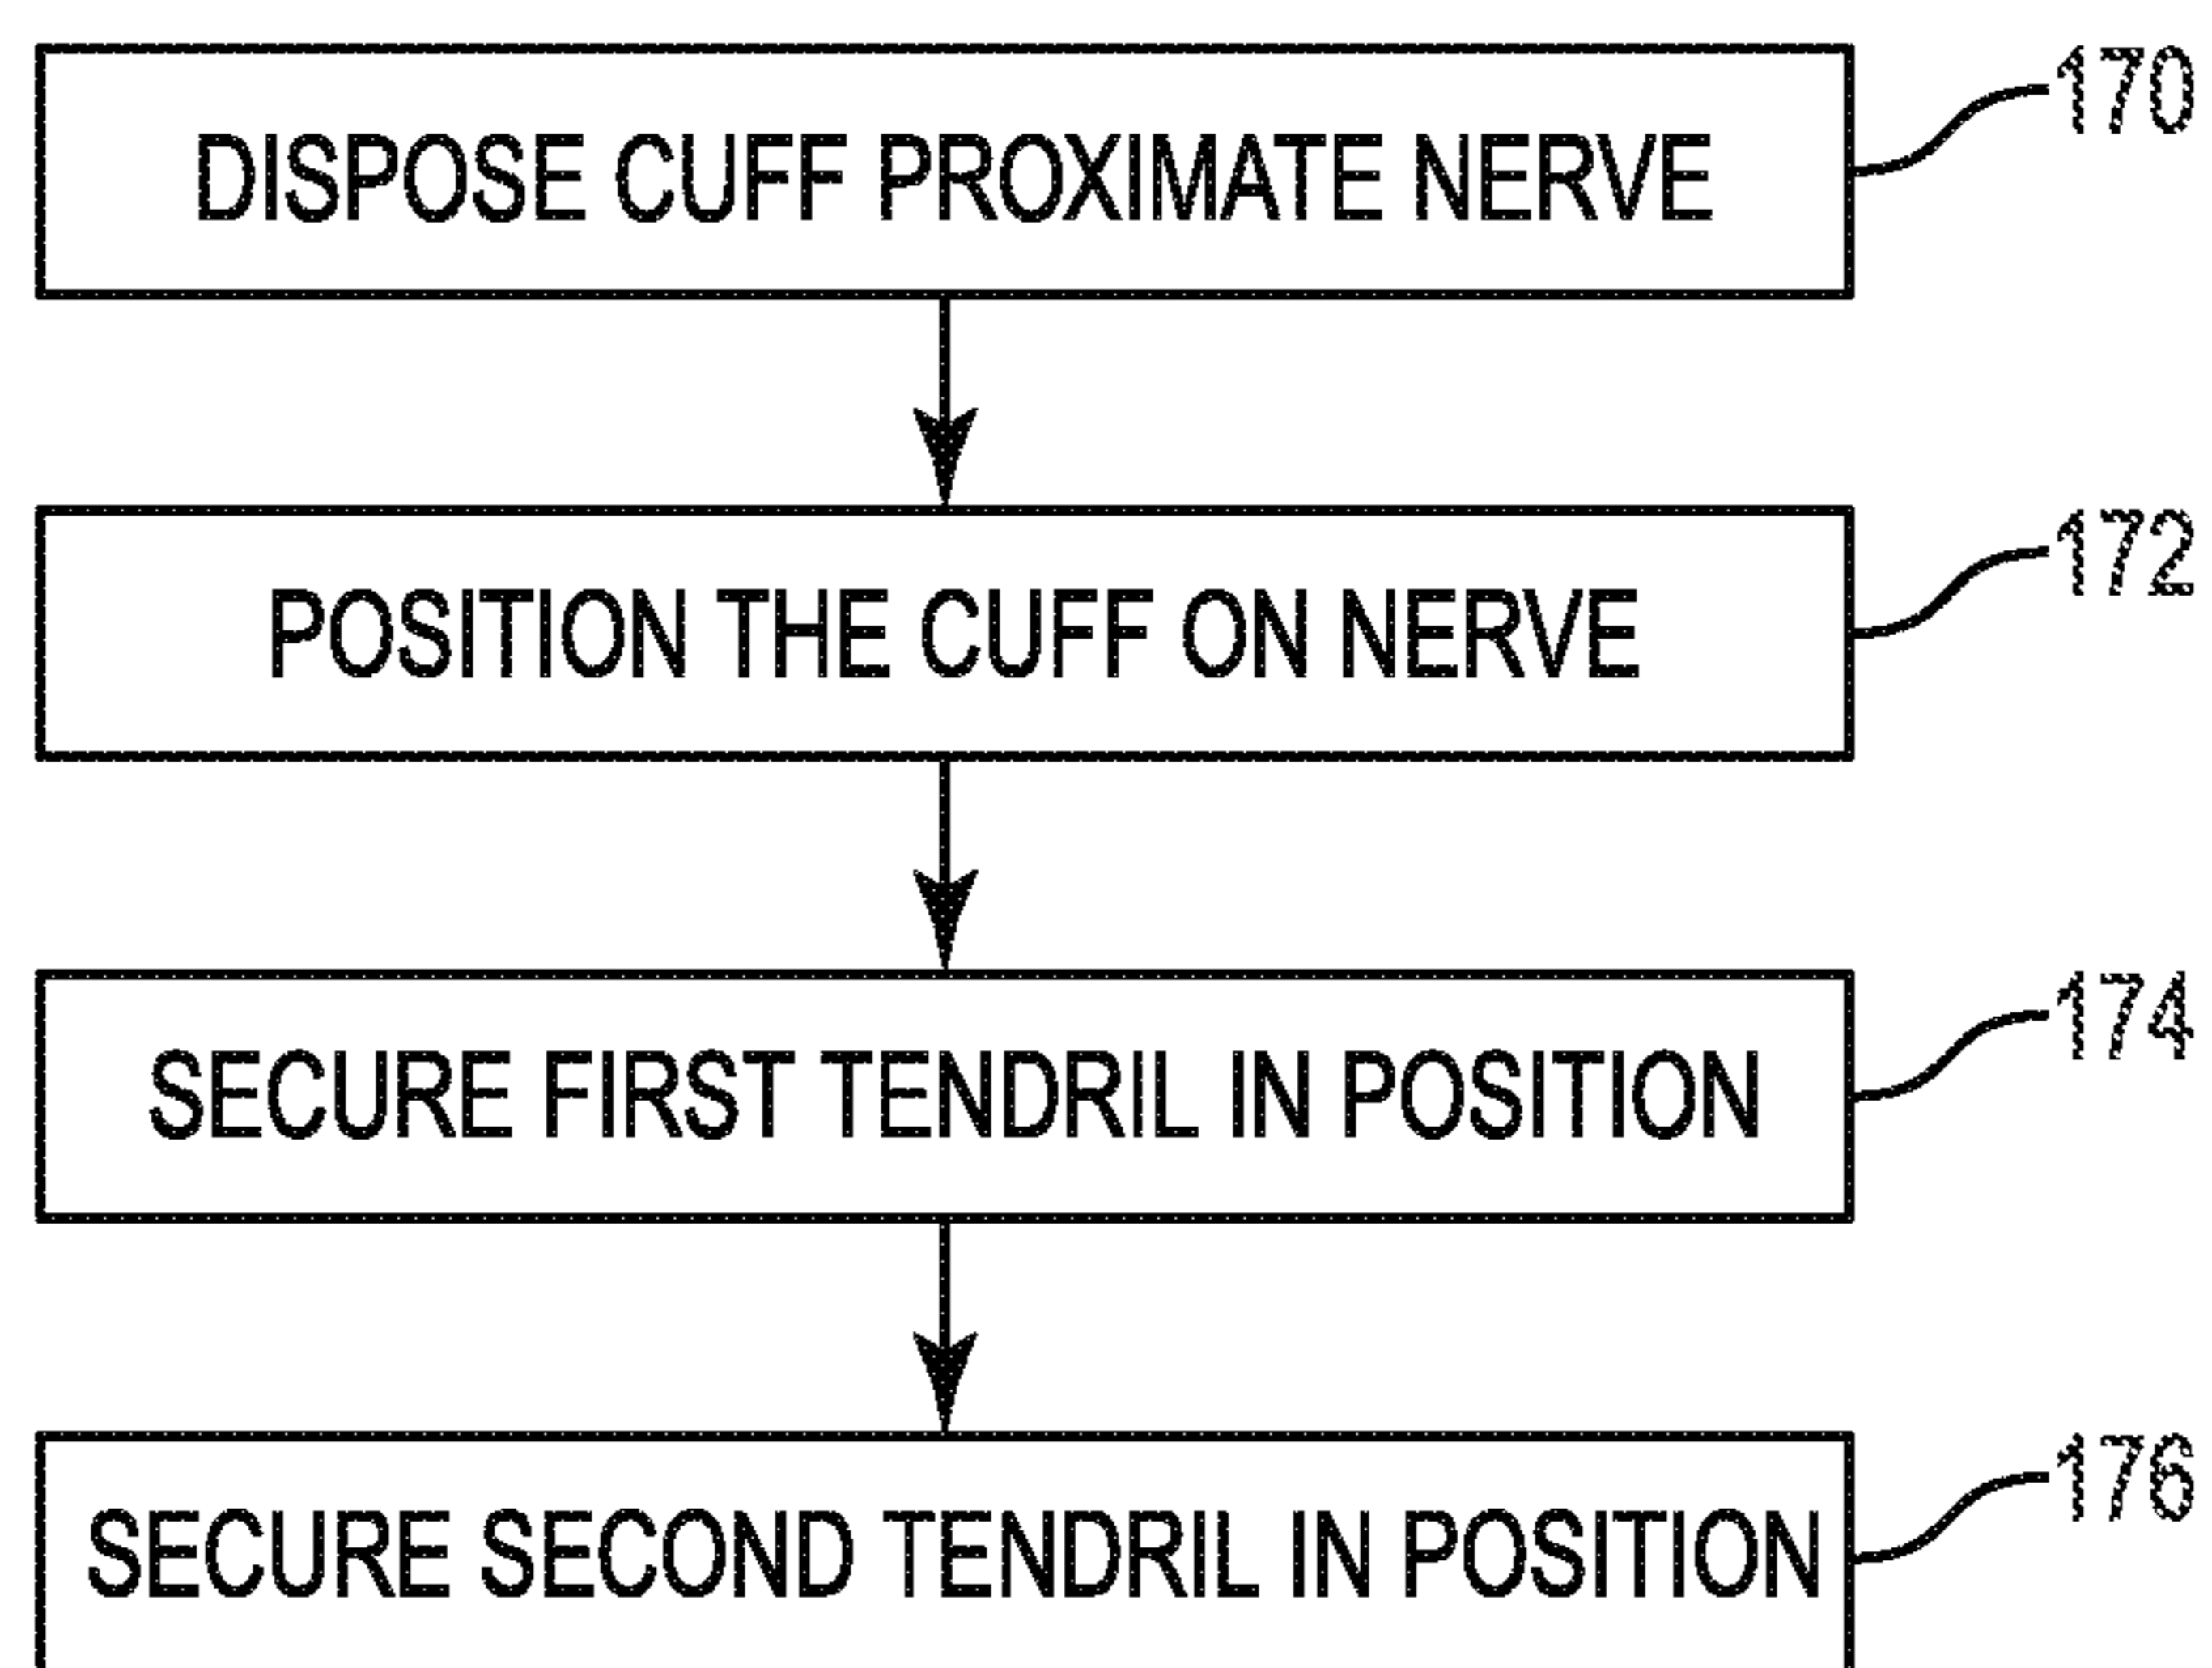 DISPOSE CUFF PROXIMATE NERVE
170
POSITION THE CUFF ON NERVE
172
SECURE FIRST TENDRIL IN POSITION
174
SECURE SECOND TENDRIL IN POSITION
176